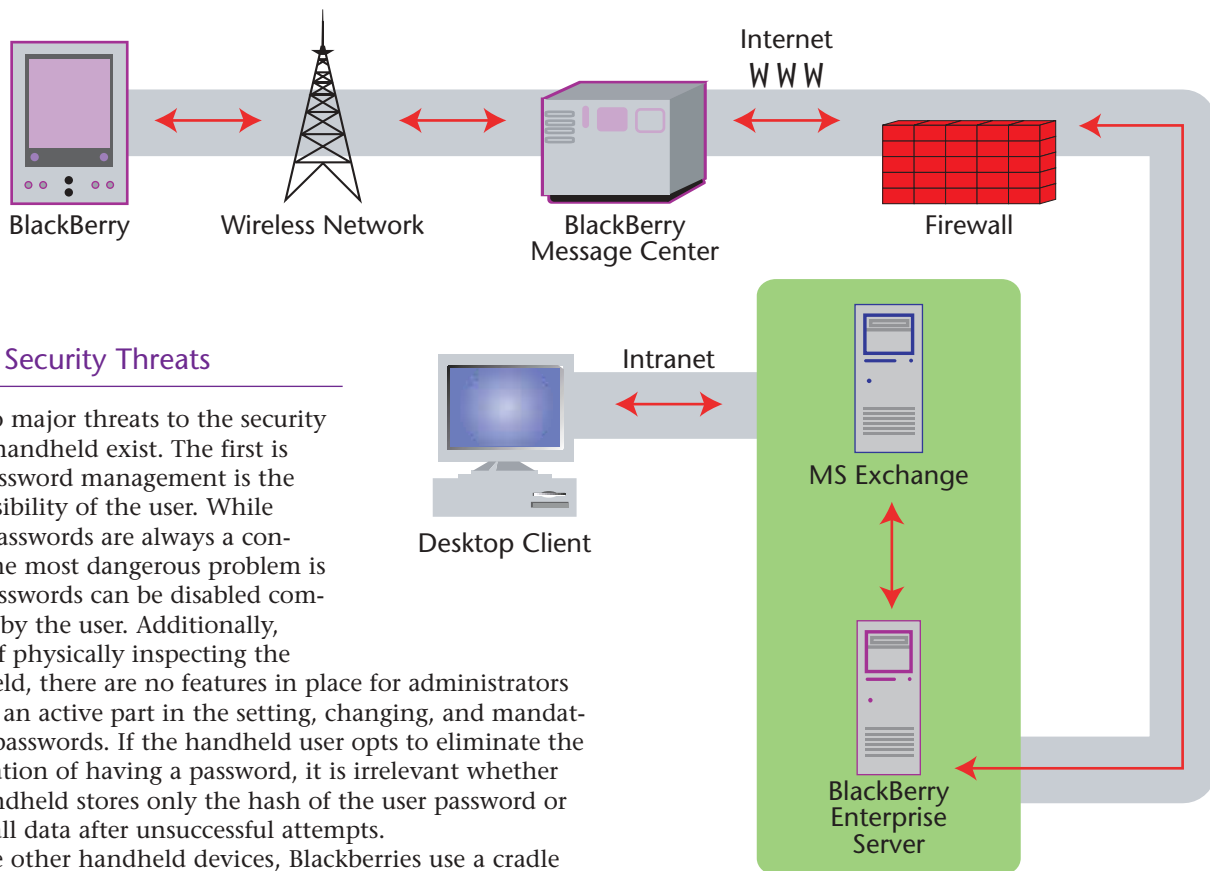 Internet
W W W
BlackBerry
Wireless Network
BlackBerry
Message Center
Firewall
Security Threats
o major threats to the security
handheld exist. The first is
ssword management is the
sibility of the user. While
asswords are always a con-
ne most dangerous problem is
sswords can be disabled com-
by the user. Additionally,
f physically inspecting the
eld, there are no features in place for administrators
an active part in the setting, changing, and mandat-
passwords. If the handheld user opts to eliminate the
ation of having a password, it is irrelevant whether
ndheld stores only the hash of the user password or
all data after unsuccessful attempts.
e other handheld devices, Blackberries use a cradle
Intranet
Desktop Client
MS Exchange
BlackBerry
Enterprise
Server